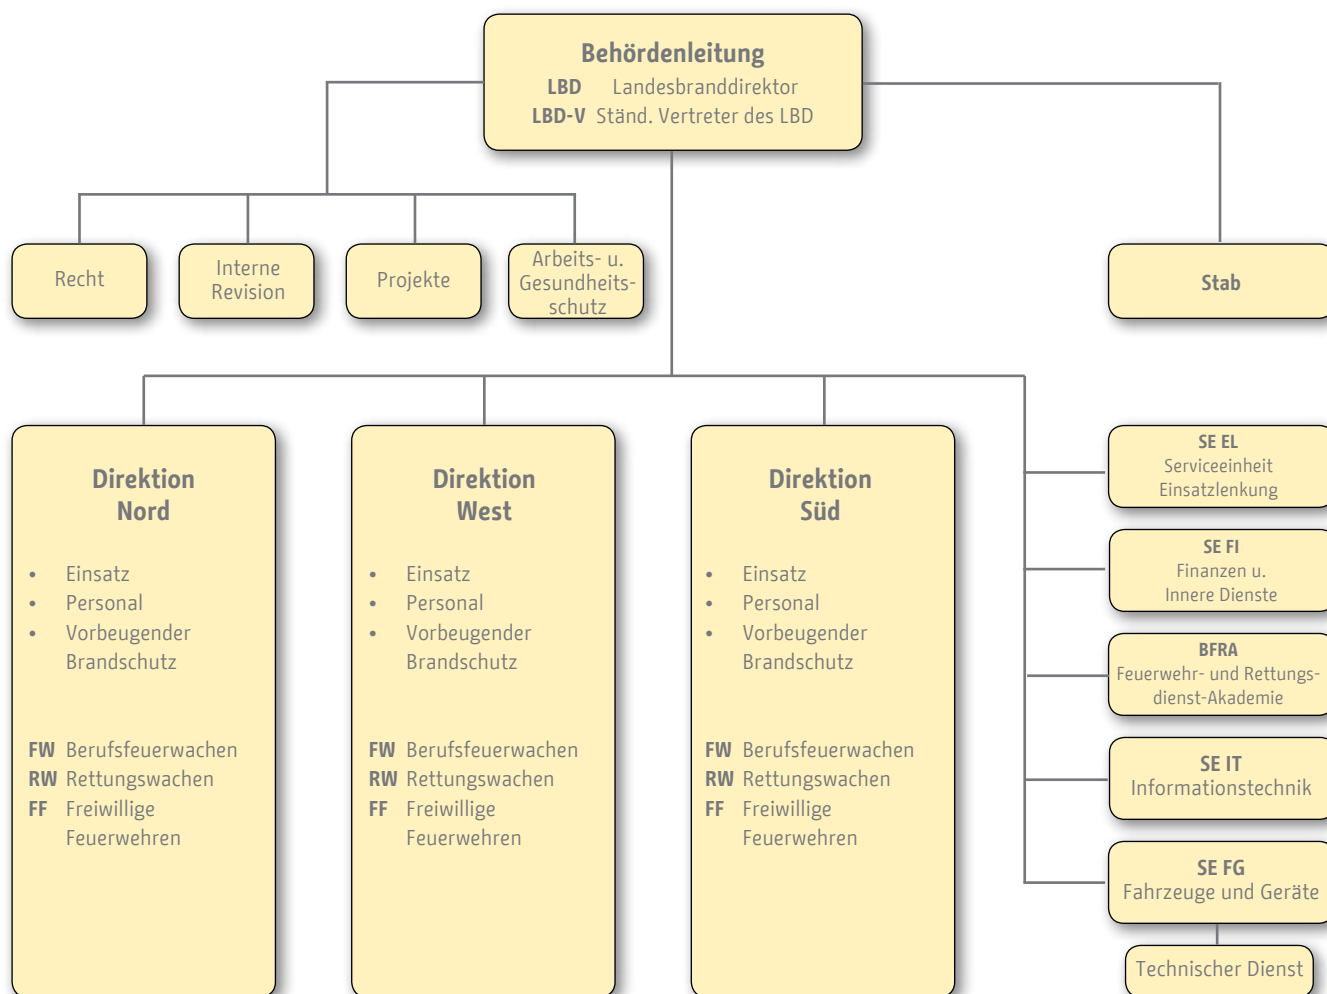 Behördenleitung
LBD Landesbranddirektor
LBD-V Ständ. Vertreter des LBD
Recht
Interne
Revision
Projekte
Arbeits- u.
Gesundheits-
schutz
Stab
Direktion
Nord
• Einsatz
• Personal
• Vorbeugender
Brandschutz
FW Berufsfeuerwachen
RW Rettungswachen
FF Freiwillige
Feuerwehren
Direktion
West
• Einsatz
• Personal
• Vorbeugender
Brandschutz
FW Berufsfeuerwachen
RW Rettungswachen
FF Freiwillige
Feuerwehren
Direktion
Süd
• Einsatz
• Personal
• Vorbeugender
Brandschutz
FW Berufsfeuerwachen
RW Rettungswachen
FF Freiwillige
Feuerwehren
SE EL
Serviceeinheit
Einsatzlenkung
SE FI
Finanzen u.
Innere Dienste
BFRA
Feuerwehr- und Rettungs-
dienst-Akademie
SE IT
Informationstechnik
SE FG
Fahrzeuge und Geräte
Technischer Dienst